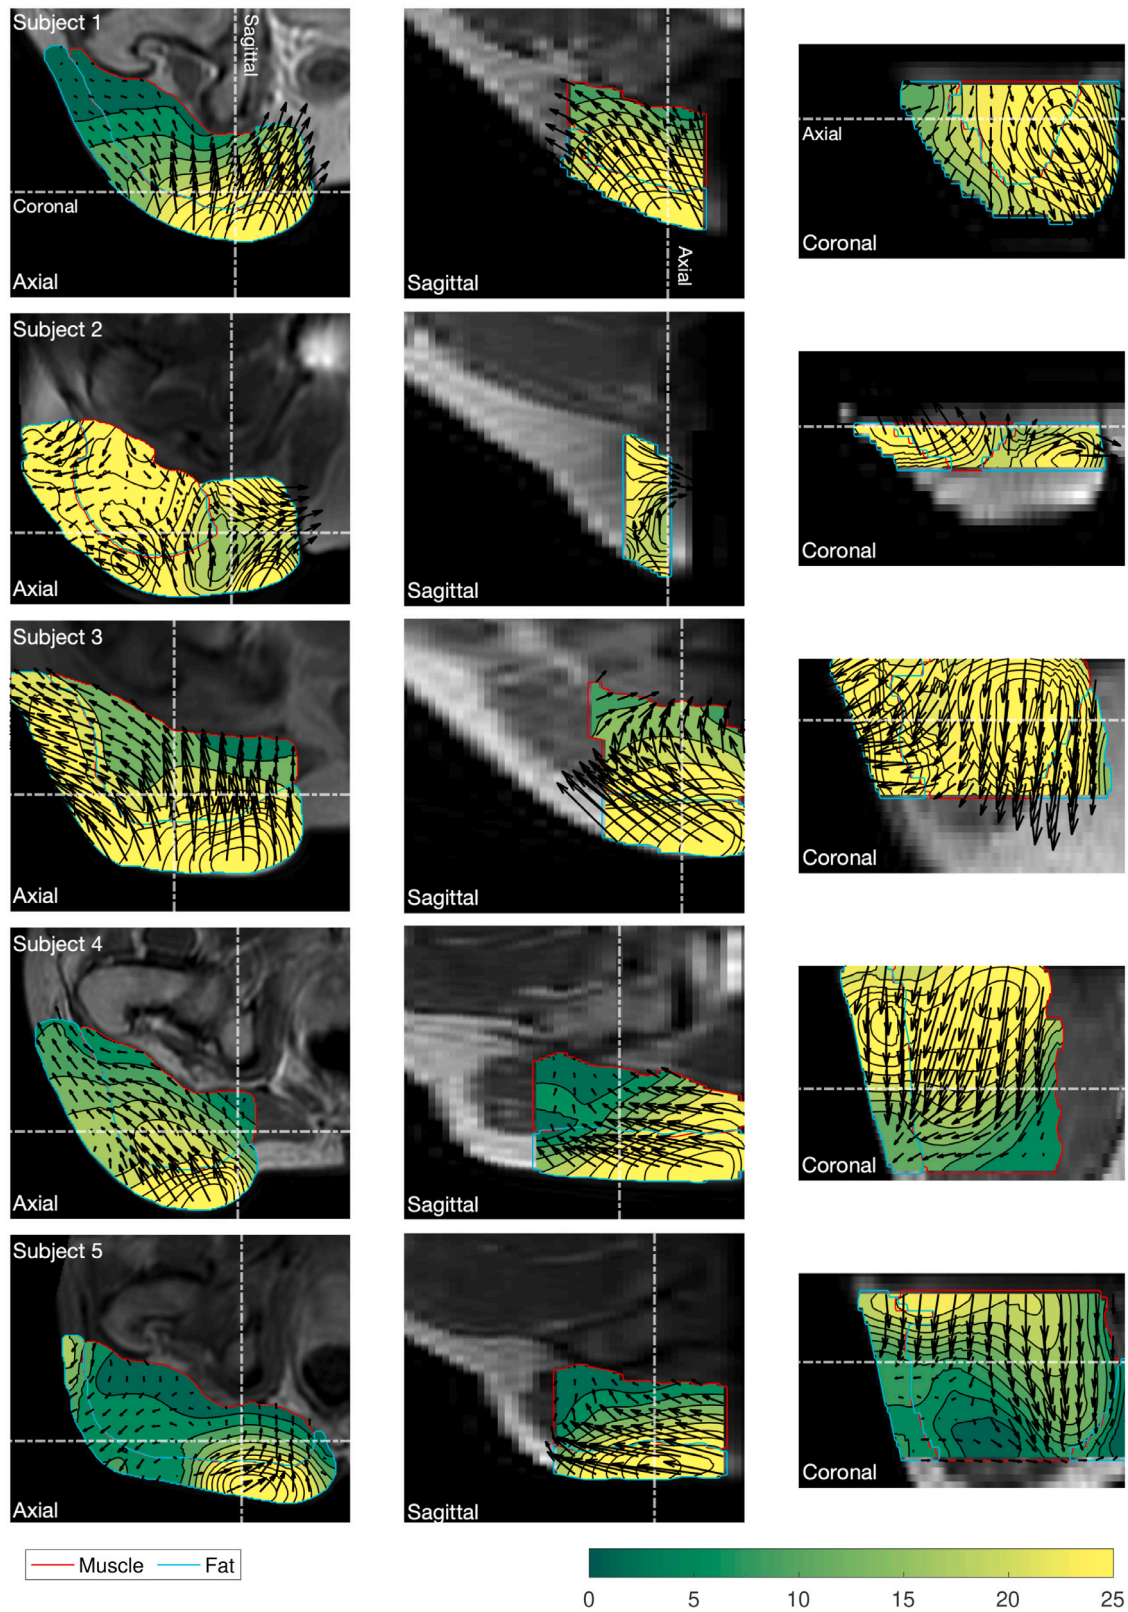 Subject 1
Sagittal
Coronal
Axial
Axial
Sagittal
Axial
Coronal
Subject 2
Axial
Sagittal
Coronal
Subject 3
Axial
Sagittal
Coronal
Subject 4
Axial
Sagittal
Coronal
Subject 5
Axial
Sagittal
Coronal
Muscle Fat
0 5 10 15 20 25